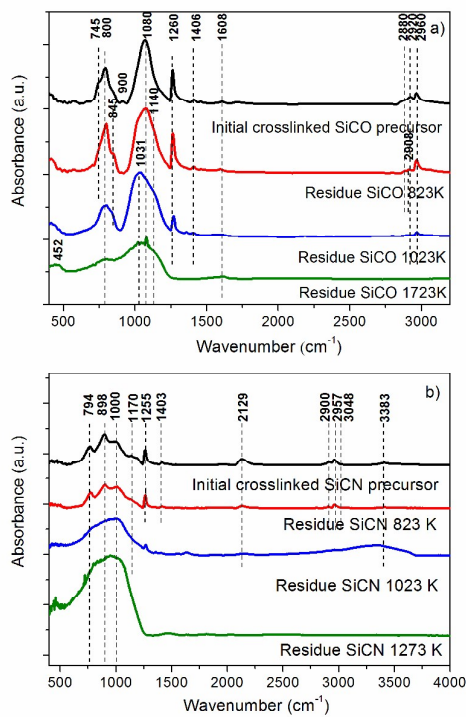 745
800
900
1080
1260
1406
1608
2880
2920
2960
a)
845
1140
1031
2908
452
Initial crosslinked SiCO precursor
Residue SiCO 823K
Residue SiCO 1023K
Residue SiCO 1723K
Absorbance (a.u.)
500 1000 1500 2000 2500 3000
Wavenumber (cm⁻¹)
794
898
1000
1170
1255
1403
2129
2900
2957
3048
3383
b)
Initial crosslinked SiCN precursor
Residue SiCN 823 K
Residue SiCN 1023 K
Residue SiCN 1273 K
Absorbance (a.u.)
500 1000 1500 2000 2500 3000 3500 4000
Wavenumber (cm⁻¹)